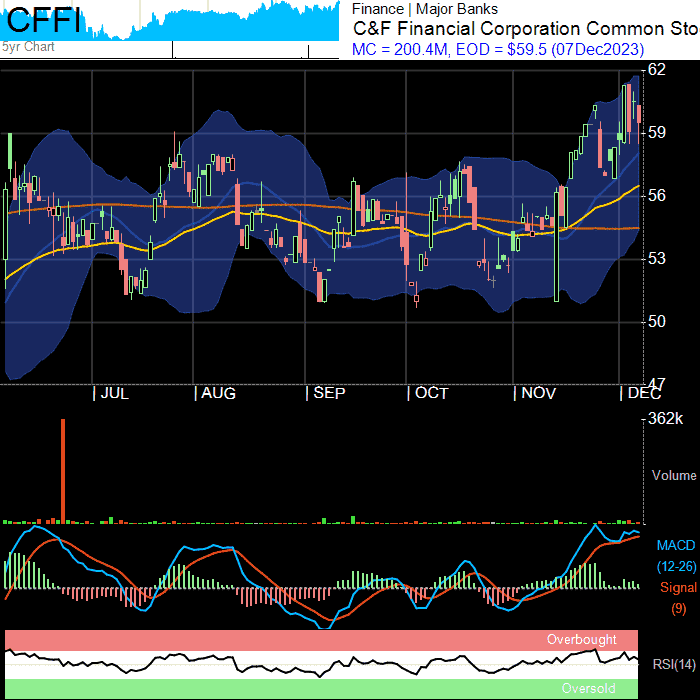 CFFI
5yr Chart
Finance | Major Banks
C&F Financial Corporation Common Sto
MC = 200.4M, EOD = $59.5 (07Dec2023)
62
59
56
53
50
47
JUL AUG SEP OCT NOV DEC
362k
Volume
MACD
(12-26)
Signal
(9)
Overbought
RSI(14)
Oversold